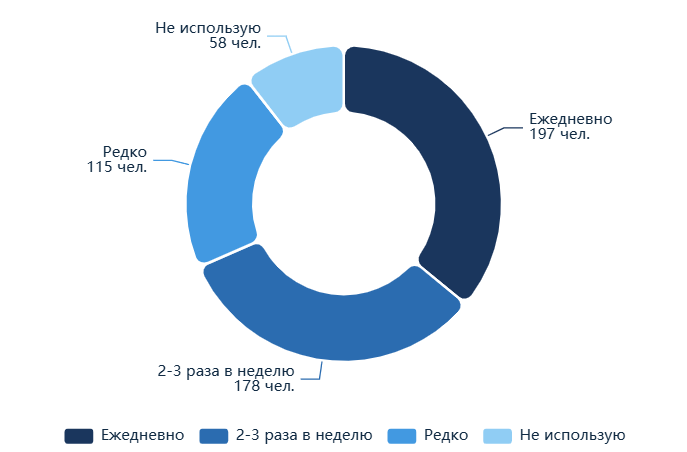 Не использую
58 чел.
Ежедневно
197 чел.
Редко
115 чел.
2-3 раза в неделю
178 чел.
Ежедневно
2-3 раза в неделю
Редко
Не использую